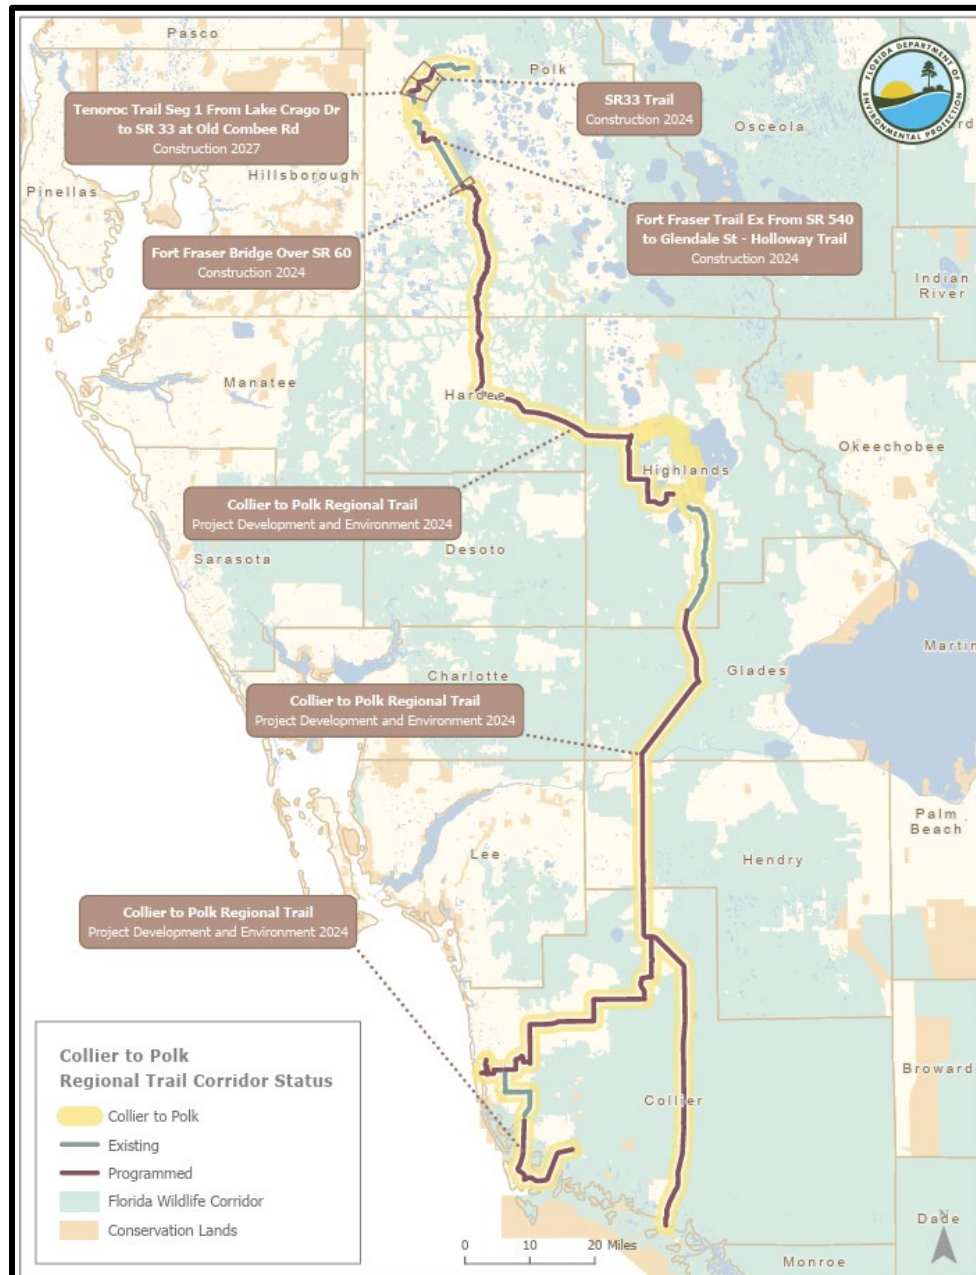 Pasco
Polk
FLORIDA DEPARTMENT OF
ENVIRONMENTAL PROTECTION
Tenoroc Trail Seg 1 From Lake Crago Dr
to SR 33 at Old Combee Rd
Construction 2027
SR33 Trail
Construction 2024
Osceola
Hillsborough
Pinellas
Fort Fraser Trail Ex From SR 540
to Glendale St - Holloway Trail
Construction 2024
Fort Fraser Bridge Over SR 60
Construction 2024
Indian
River
Manatee
Hardee
Okeechobee
Highlands
Collier to Polk Regional Trail
Project Development and Environment 2024
Desoto
Sarasota
Martin
Glades
Charlotte
Collier to Polk Regional Trail
Project Development and Environment 2024
Palm
Beach
Lee
Hendry
Collier to Polk Regional Trail
Project Development and Environment 2024
Collier to Polk
Regional Trail Corridor Status
Collier to Polk
Existing
Programmed
Florida Wildlife Corridor
Conservation Lands
Broward
Collier
Dade
N
0 10 20 Miles
Monroe